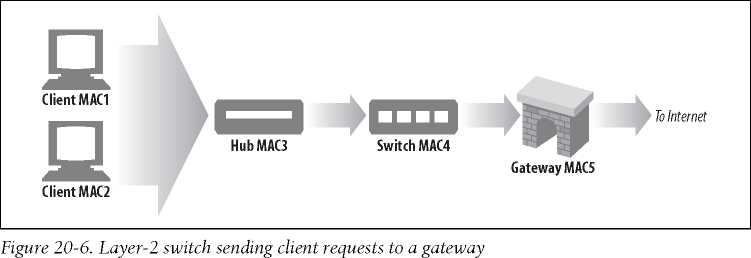 Client MAC1
Client MAC2
Hub MAC3
Switch MAC4
Gateway MAC5
To Internet
Figure 20-6. Layer-2 switch sending client requests to a gateway